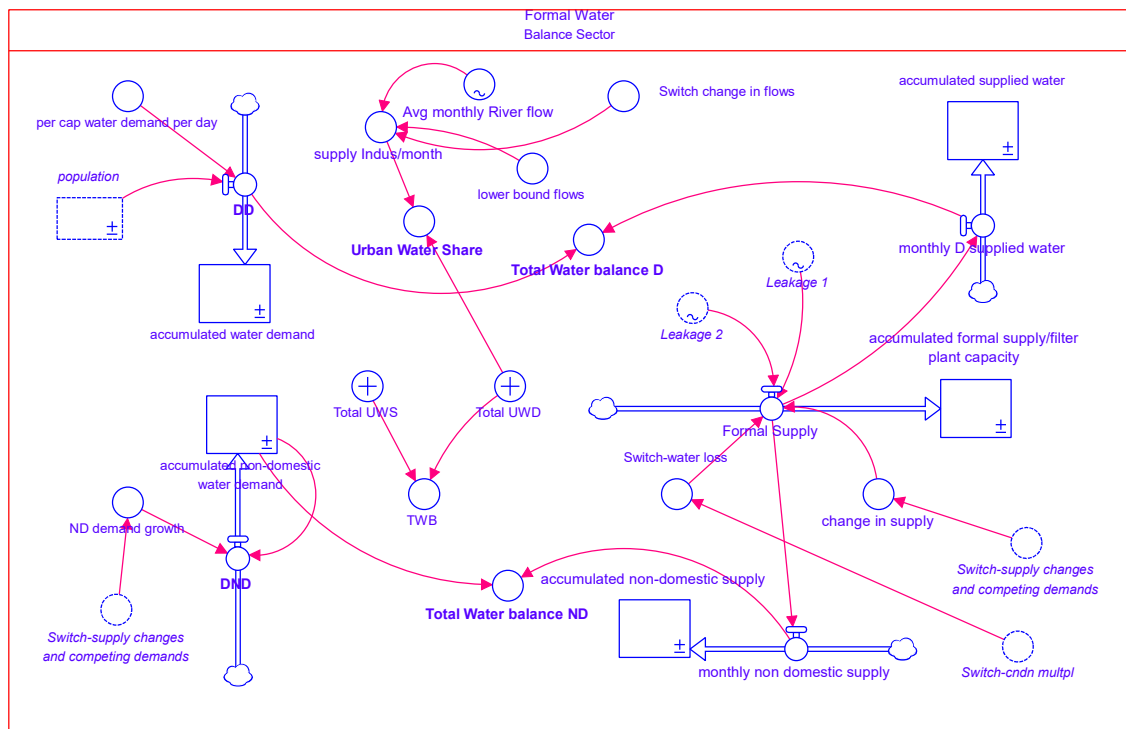 Formal Water
Balance Sector
per cap water demand per day
population
DD
accumulated water demand
Avg monthly River flow
Switch change in flows
supply Indus/month
lower bound flows
Urban Water Share
Total Water balance D
accumulated supplied water
monthly D supplied water
Leakage 1
Leakage 2
accumulated formal supply/filter
plant capacity
Total UWS
Total UWD
Formal Supply
accumulated non-domestic
water demand
Switch-water loss
TWB
change in supply
ND demand growth
DND
Switch-supply changes
and competing demands
accumulated non-domestic supply
Total Water balance ND
Switch-supply changes
and competing demands
monthly non domestic supply
Switch-cndn multpl